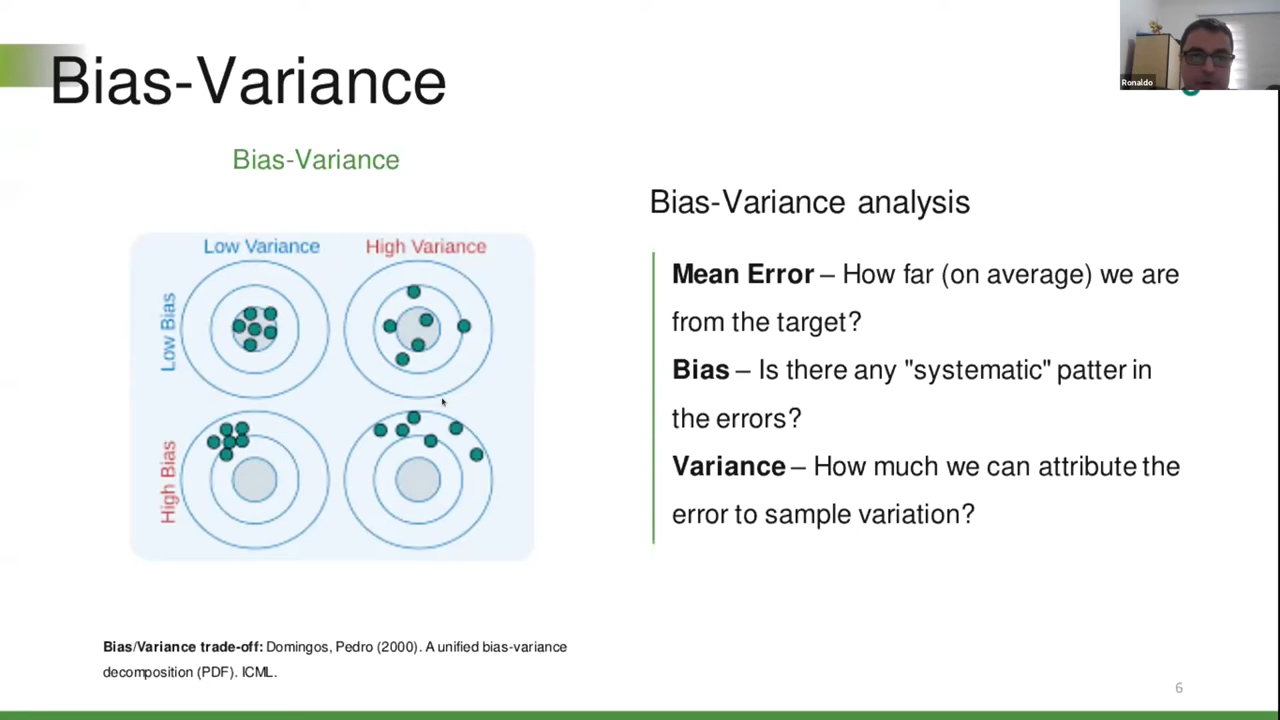 Bias-Variance
Ronaldo
Bias-Variance
Low Variance
High Variance
Low Bias
High Bias
Bias-Variance analysis
Mean Error – How far (on average) we are
from the target?
Bias – Is there any "systematic" patter in
the errors?
Variance – How much we can attribute the
error to sample variation?
Bias/Variance trade-off: Domingos, Pedro (2000). A unified bias-variance
decomposition (PDF). ICML.
6